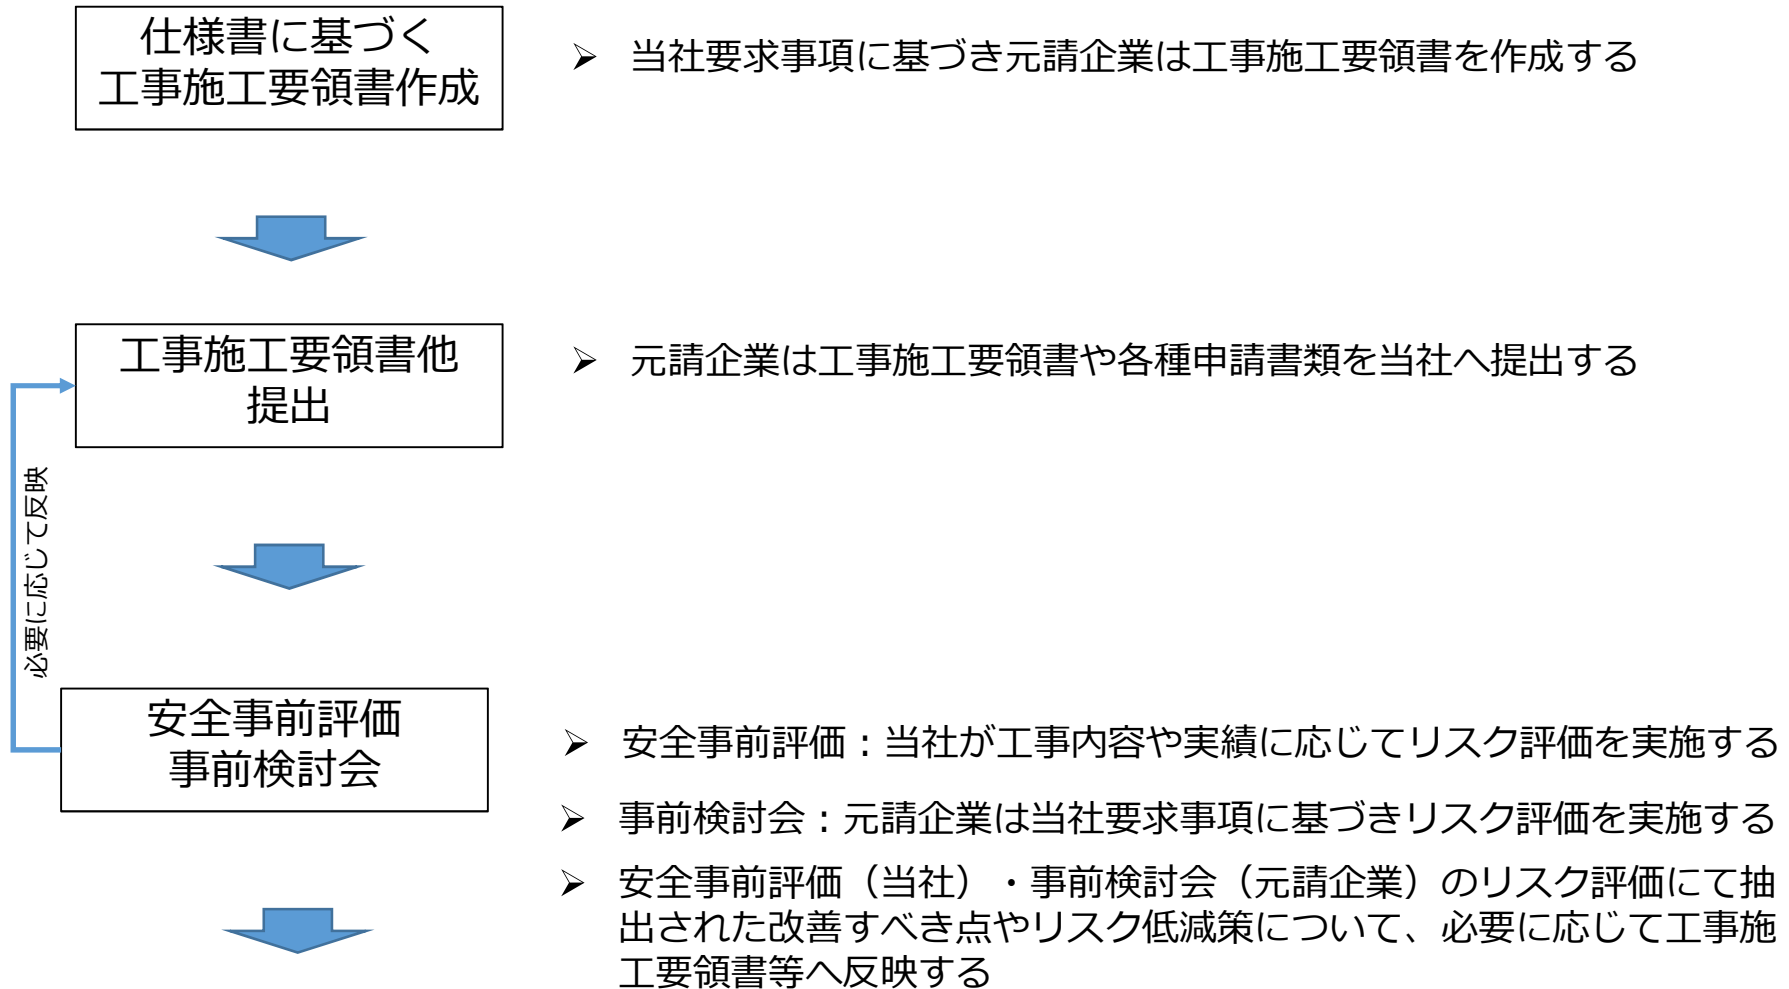 仕様書に基づく
工事施工要領書作成
➢ 当社要求事項に基づき元請企業は工事施工要領書を作成する
工事施工要領書他
提出
➢ 元請企業は工事施工要領書や各種申請書類を当社へ提出する
必要に応じて反映
安全事前評価
事前検討会
➢ 安全事前評価：当社が工事内容や実績に応じてリスク評価を実施する
➢ 事前検討会：元請企業は当社要求事項に基づきリスク評価を実施する
➢ 安全事前評価（当社）・事前検討会（元請企業）のリスク評価にて抽
出された改善すべき点やリスク低減策について、必要に応じて工事施
工要領書等へ反映する